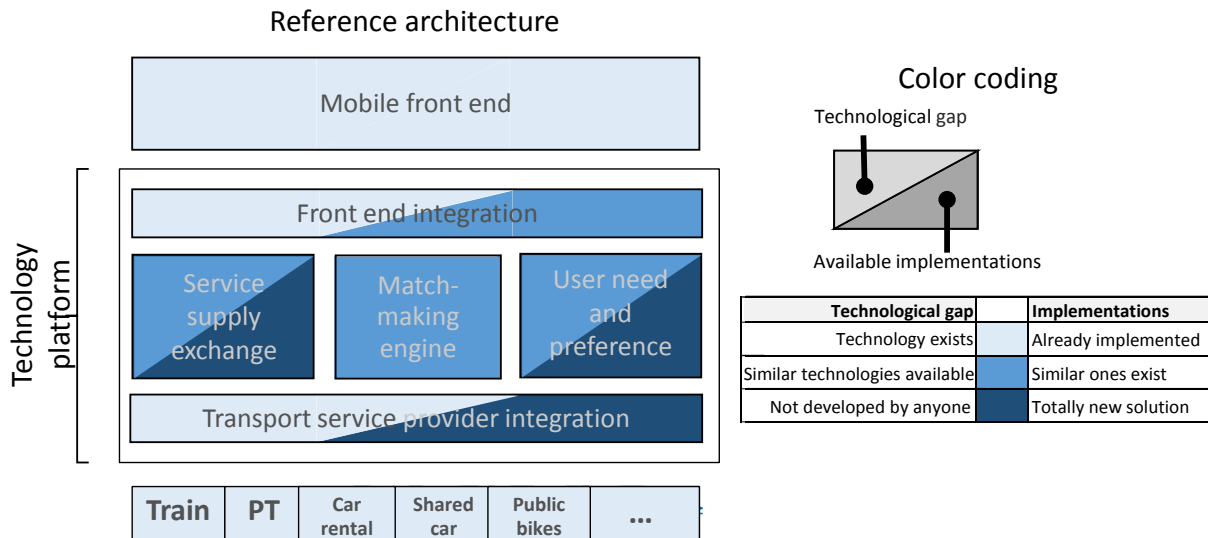 Reference architecture
Mobile front end
Technology
platform
Front end integration
Service
supply
exchange
Match-
making
engine
User need
and
preference
Transport service provider integration
Train
PT
Car
rental
Shared
car
Public
bikes
...
Color coding
Technological gap
Available implementations
Technological gap Implementations
Technology exists Already implemented
Similar technologies available Similar ones exist
Not developed by anyone Totally new solution